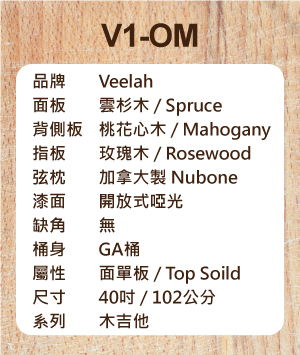 V1-OM
品牌 Veelah
面板 雲杉木 / Spruce
背側板 桃花心木 / Mahogany
指板 玫瑰木 / Rosewood
弦枕 加拿大製 Nubone
漆面 開放式啞光
缺角 無
桶身 GA桶
屬性 面單板 / Top Soild
尺寸 40吋 / 102公分
系列 木吉他